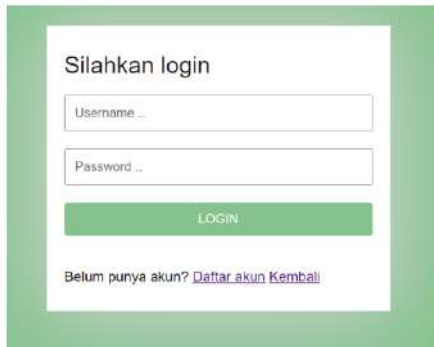 Silahkan login
Username ..
Password ..
LOGIN
Belum punya akun? Daftar akun Kembali